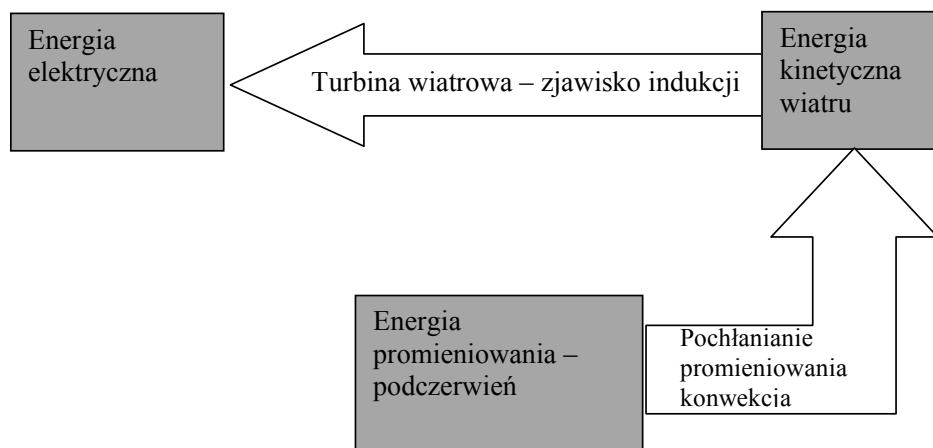 Energia
elektryczna
Turbina wiatrowa – zjawisko indukcji
Energia
kinetyczna
wiatru
Energia
promieniowania –
podczerwień
Pochłanianie
promieniowania
konwekcja